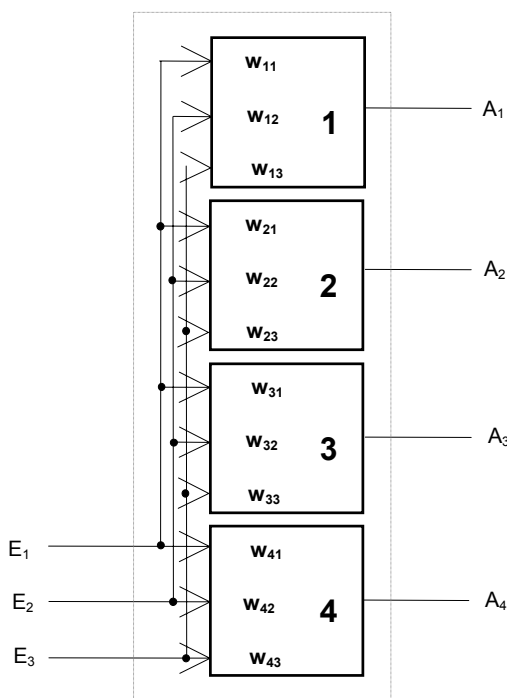 w₁₁
w₁₂ 1 A₁
w₁₃
w₂₁
w₂₂ 2 A₂
w₂₃
w₃₁
w₃₂ 3 A₃
w₃₃
E₁ w₄₁
E₂ w₄₂ 4 A₄
E₃ w₄₃